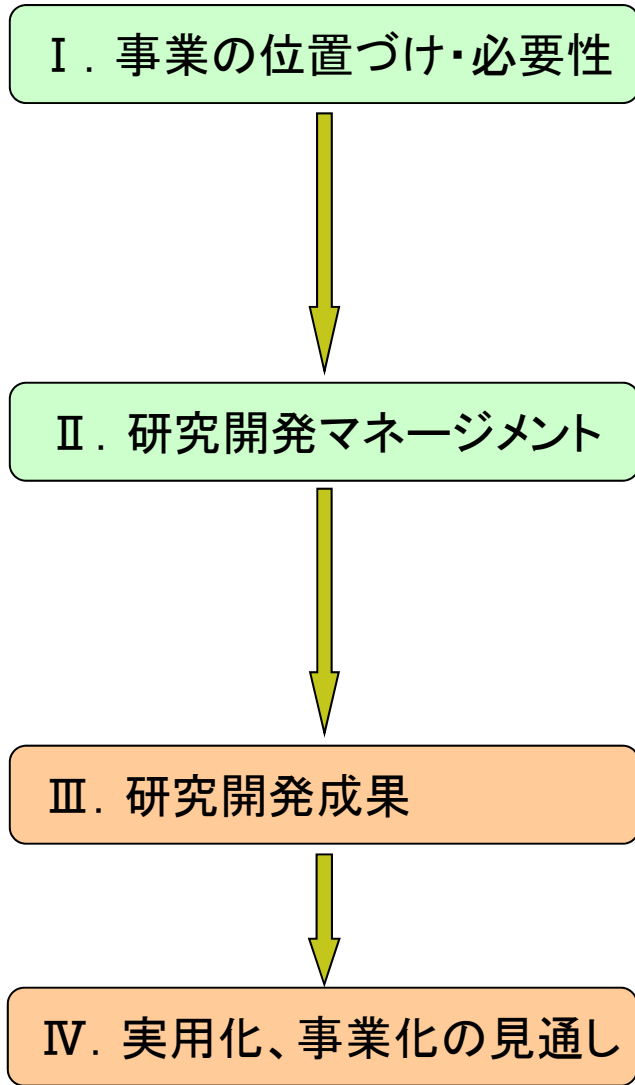 Ⅰ. 事業の位置づけ・必要性
Ⅱ. 研究開発マネージメント
Ⅲ. 研究開発成果
Ⅳ. 実用化、事業化の見通し